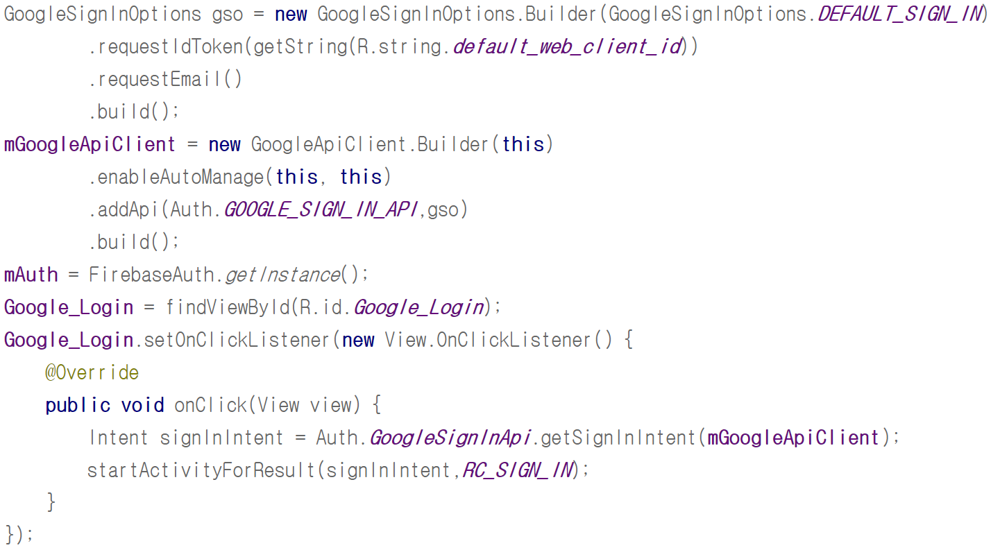 GoogleSignInOptions gso = new GoogleSignInOptions.Builder(GoogleSignInOptions.DEFAULT_SIGN_IN)
        .requestIdToken(getString(R.string.default_web_client_id))
        .requestEmail()
        .build();
mGoogleApiClient = new GoogleApiClient.Builder(this)
        .enableAutoManage(this, this)
        .addApi(Auth.GOOGLE_SIGN_IN_API,gso)
        .build();
mAuth = FirebaseAuth.getInstance();
Google_Login = findViewById(R.id.Google_Login);
Google_Login.setOnClickListener(new View.OnClickListener() {
    @Override
    public void onClick(View view) {
        Intent signInIntent = Auth.GoogleSignInApi.getSignInIntent(mGoogleApiClient);
        startActivityForResult(signInIntent,RC_SIGN_IN);
    }
});